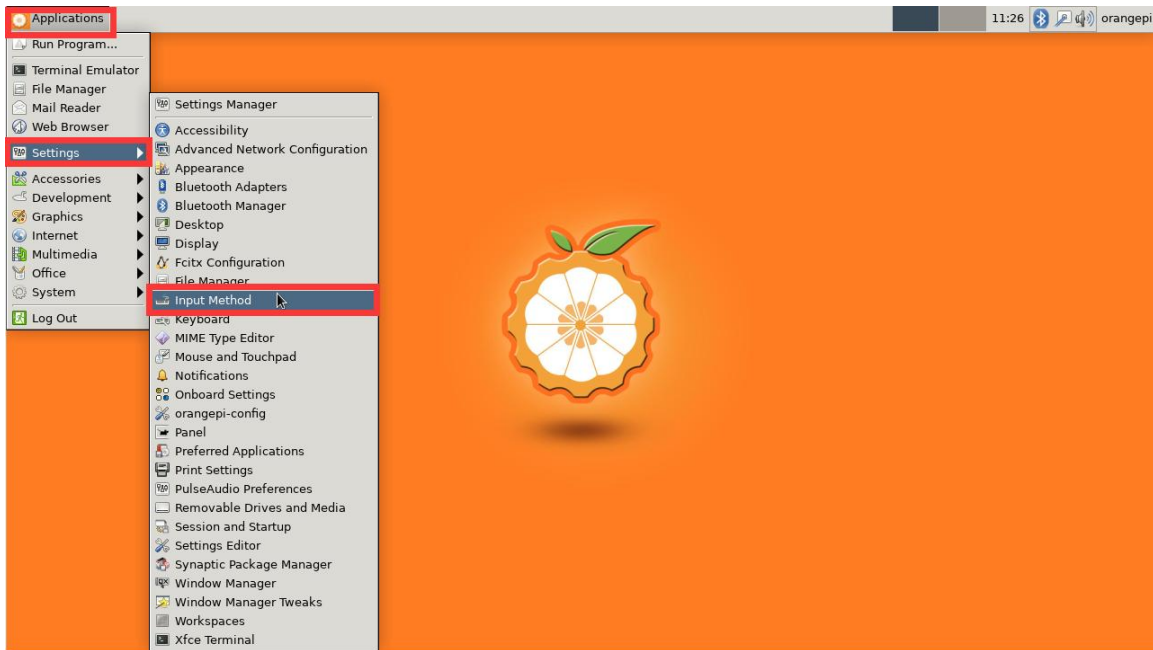 Applications
11:26
orangepi
Run Program...
Terminal Emulator
File Manager
Mail Reader
Web Browser
Settings
Accessories
Development
Graphics
Internet
Multimedia
Office
System
Log Out
Settings Manager
Accessibility
Advanced Network Configuration
Appearance
Bluetooth Adapters
Bluetooth Manager
Desktop
Display
Fcitx Configuration
File Manager
Input Method
Keyboard
MIME Type Editor
Mouse and Touchpad
Notifications
Onboard Settings
orangepi-config
Panel
Preferred Applications
Print Settings
PulseAudio Preferences
Removable Drives and Media
Session and Startup
Settings Editor
Synaptic Package Manager
Window Manager
Window Manager Tweaks
Workspaces
Xfce Terminal